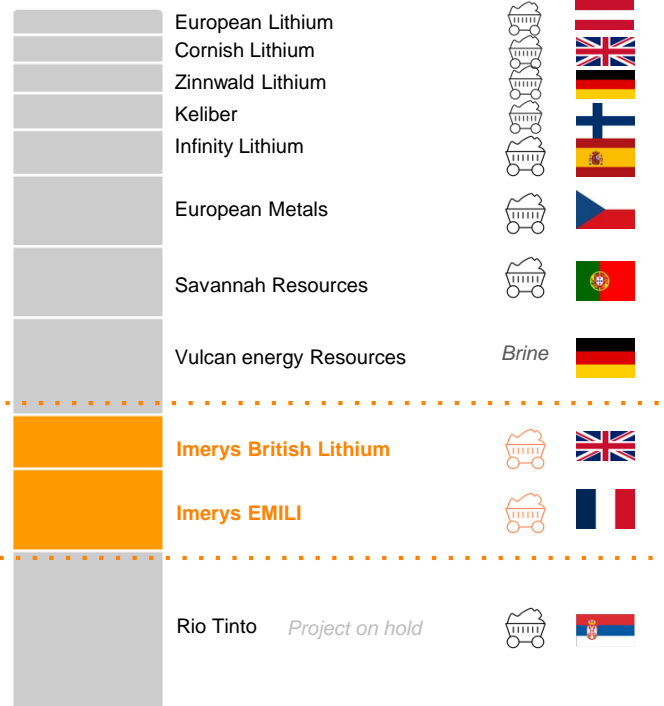 European Lithium
Cornish Lithium
Zinnwald Lithium
Keliber
Infinity Lithium
European Metals
Savannah Resources
Vulcan energy Resources Brine
Imerys British Lithium
Imerys EMILI
Rio Tinto Project on hold